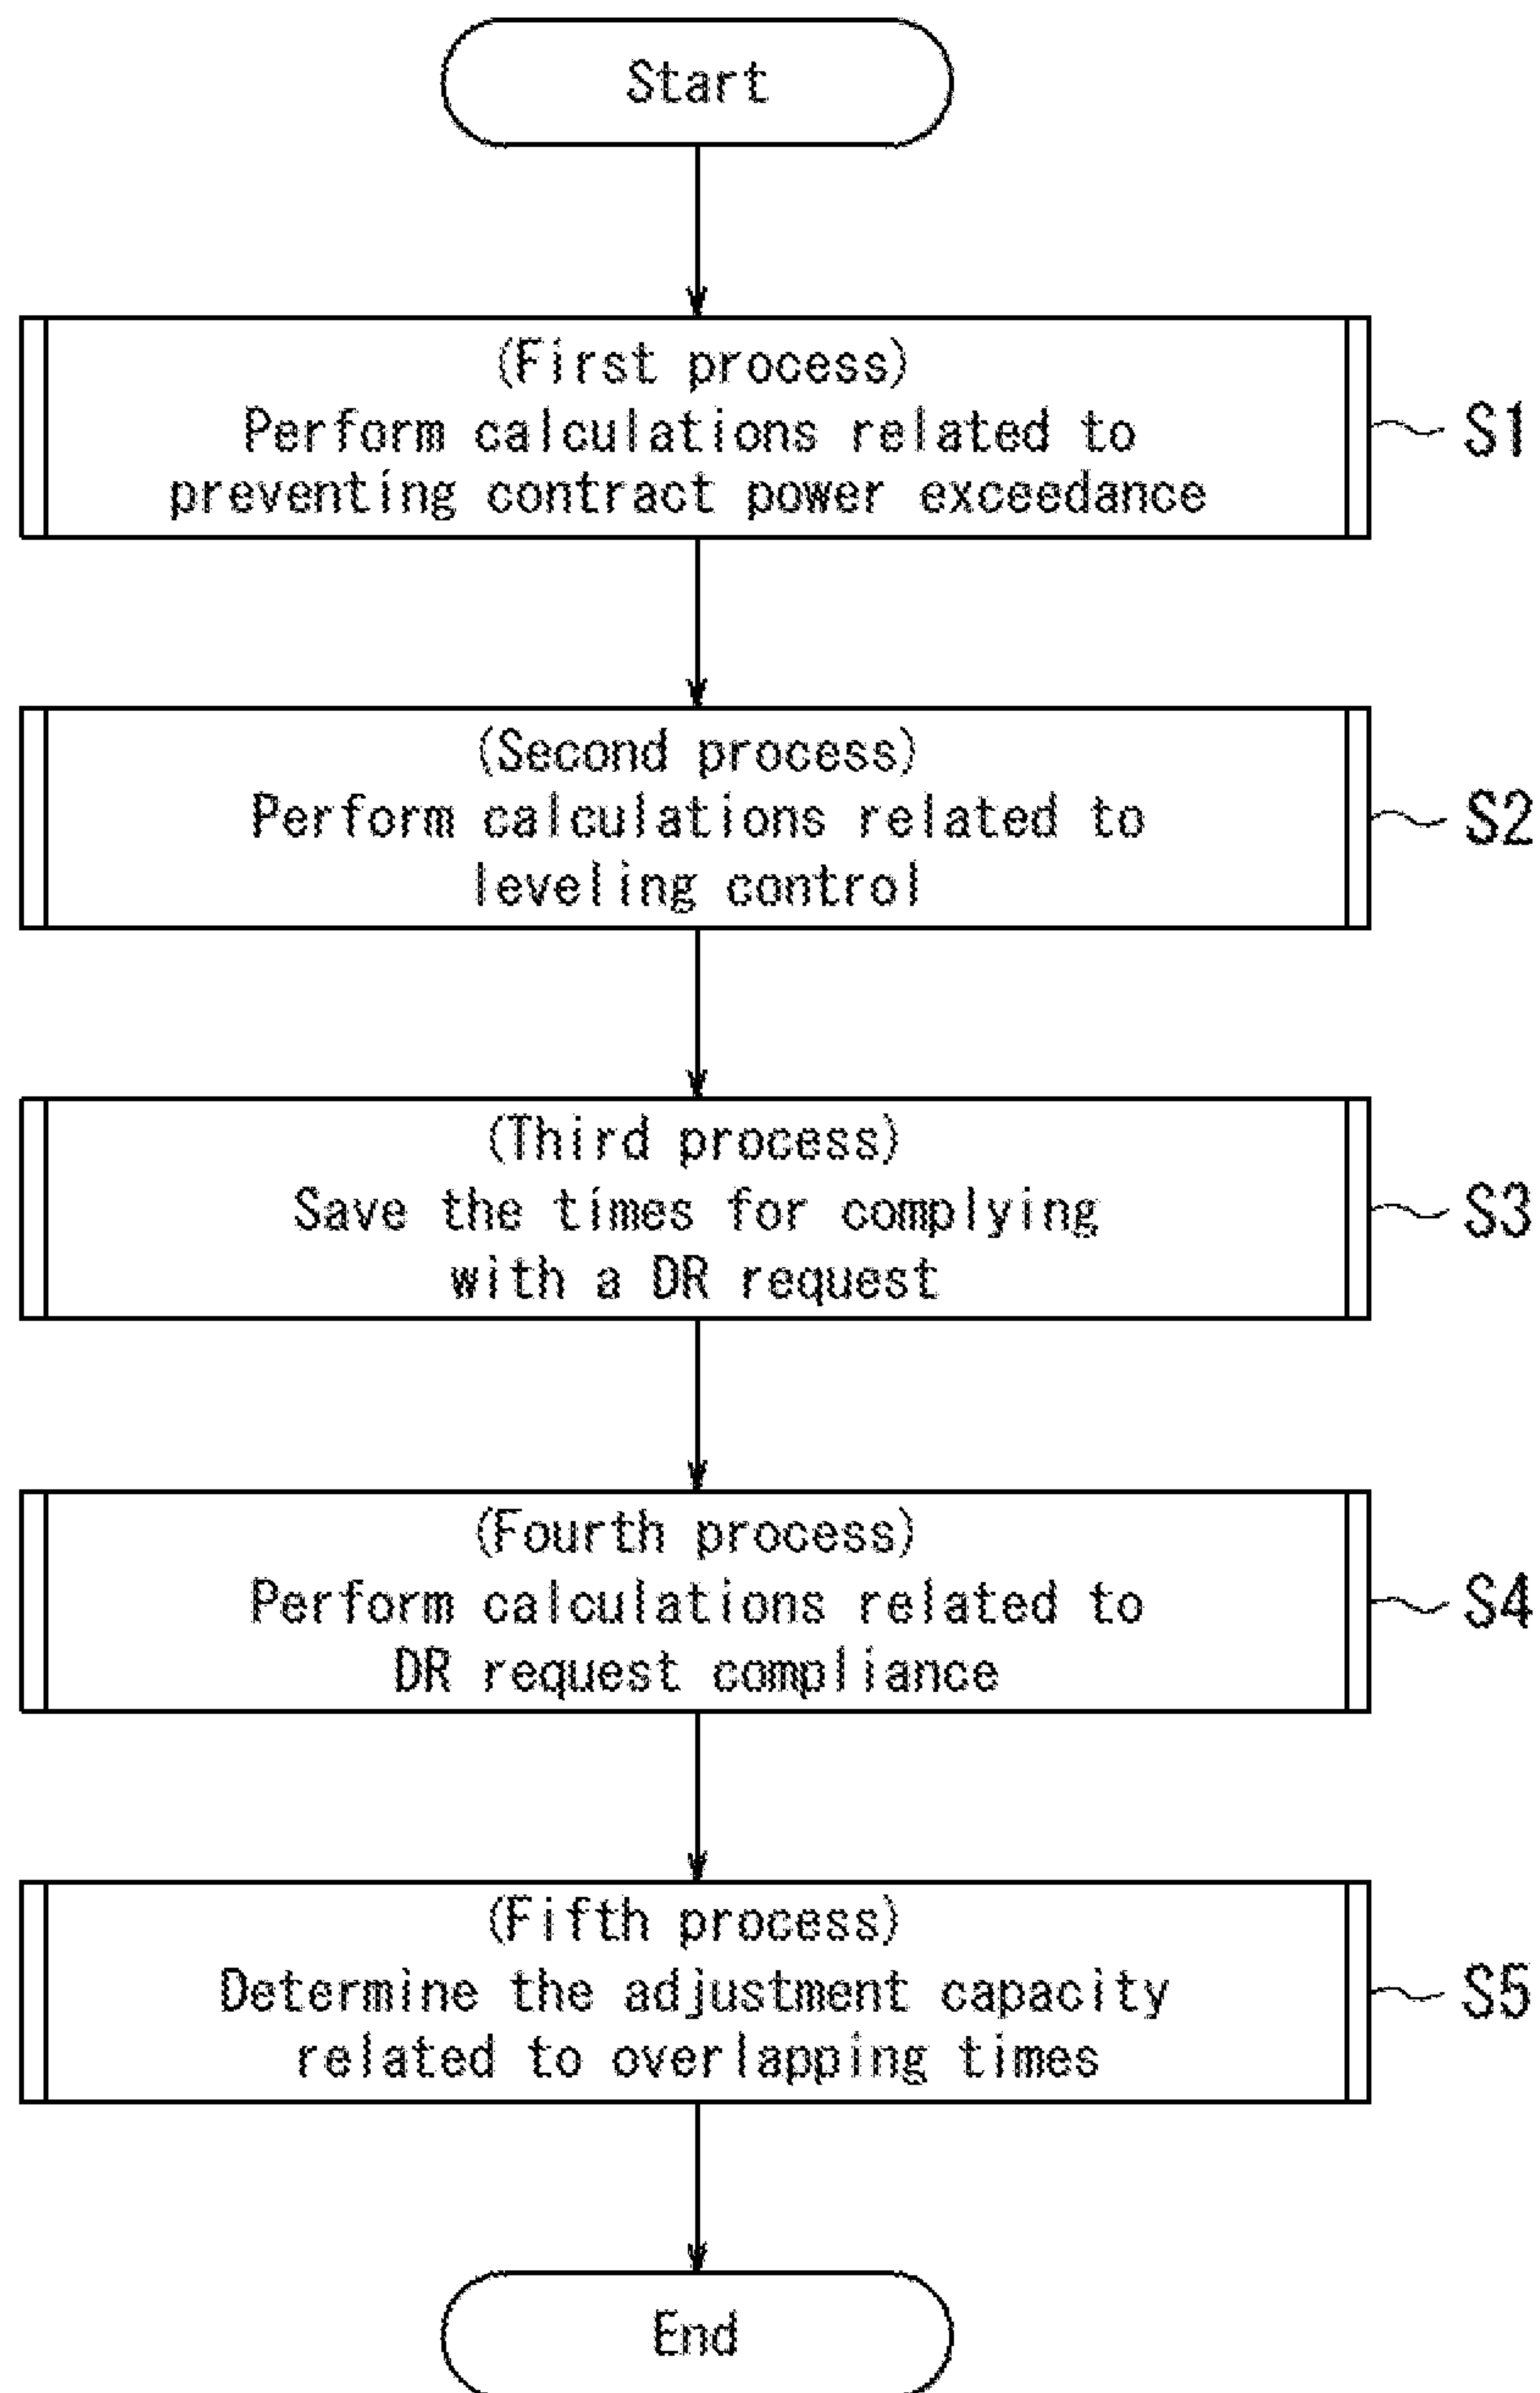 Start
(First process)
Perform calculations related to
preventing contract power exceedance
S1
(Second process)
Perform calculations related to
leveling control
S2
(Third process)
Save the times for complying
with a DR request
S3
(Fourth process)
Perform calculations related to
DR request compliance
S4
(Fifth process)
Determine the adjustment capacity
related to overlapping times
S5
End